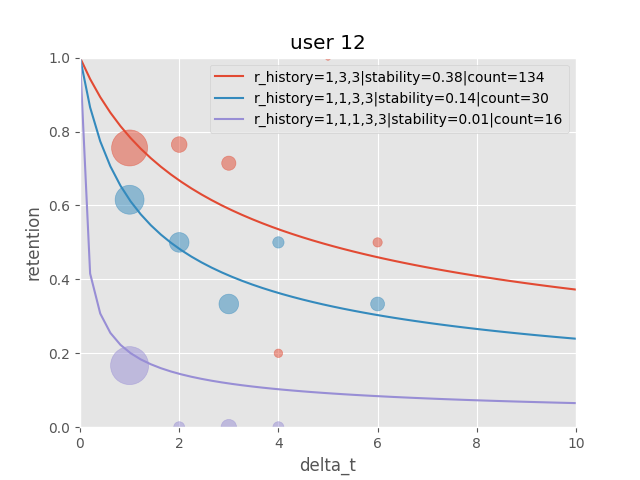 user 12
r_history=1,3,3|stability=0.38|count=134
r_history=1,1,3,3|stability=0.14|count=30
r_history=1,1,1,3,3|stability=0.01|count=16
retention
1.0
0.8
0.6
0.4
0.2
0.0
0 2 4 6 8 10
delta_t